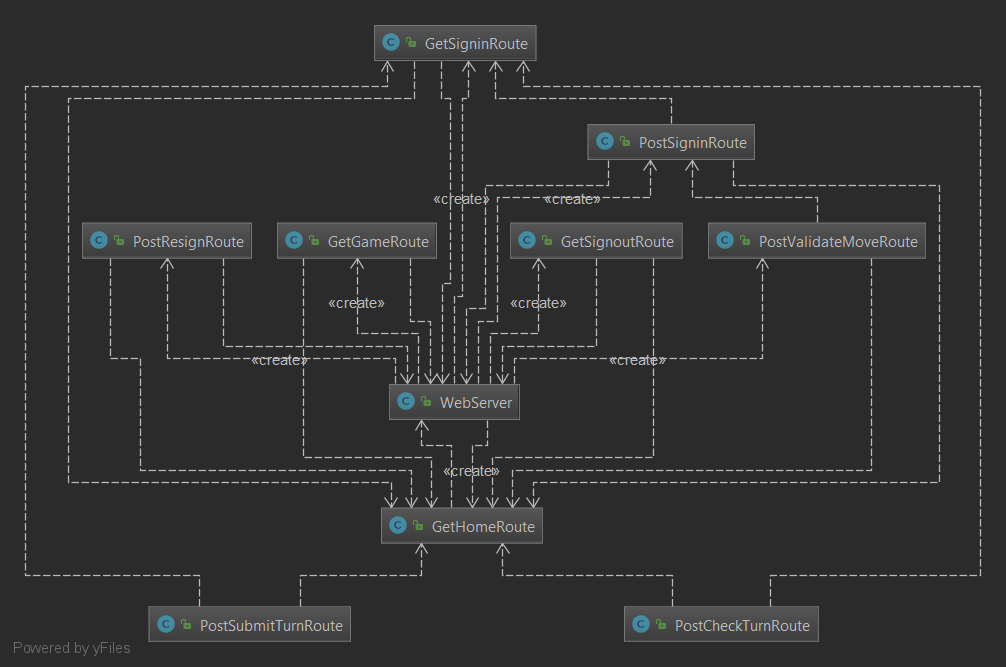 GetSigninRoute
PostSigninRoute
«create»
«create»
PostResignRoute
GetGameRoute
GetSignoutRoute
PostValidateMoveRoute
«create»
«create»
«create»
«create»
WebServer
«create»
GetHomeRoute
PostSubmitTurnRoute
PostCheckTurnRoute
Powered by yFiles